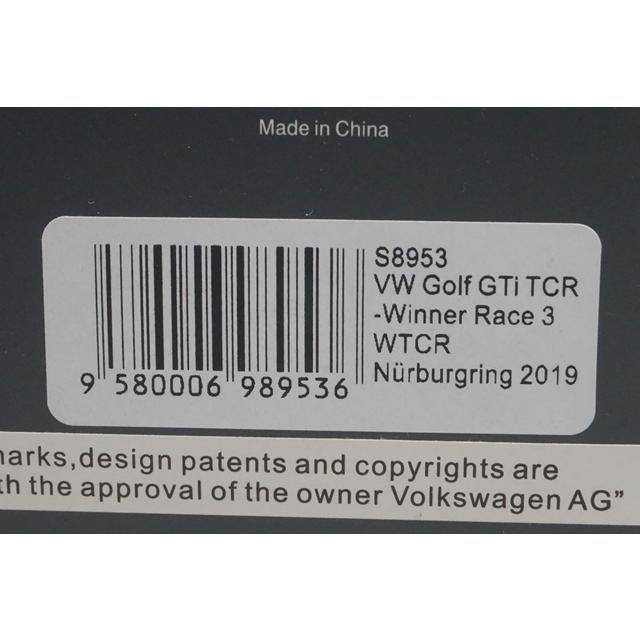 Made in China
S8953
VW Golf GTi TCR
-Winner Race 3
WTCR
Nürburgring 2019
9 580006 989536
marks,design patents and copyrights are
the approval of the owner Volkswagen AG”